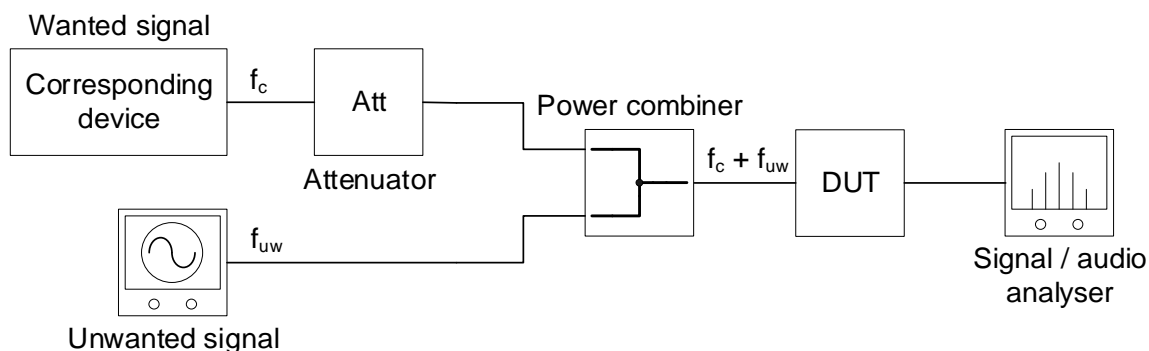 Wanted signal
Corresponding
device
fc
Att
Attenuator
Power combiner
fc + fuw
DUT
Signal / audio
analyser
fuw
Unwanted signal